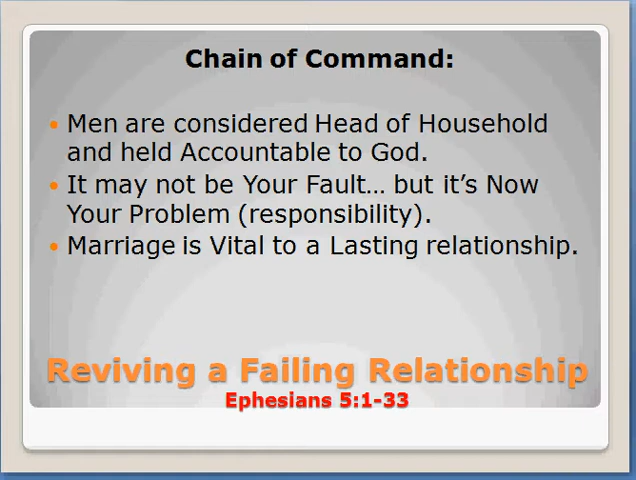 Chain of Command:
• Men are considered Head of Household
and held Accountable to God.
• It may not be Your Fault... but it's Now
Your Problem (responsibility).
• Marriage is Vital to a Lasting relationship.
Reviving a Failing Relationship
Ephesians 5:1-33